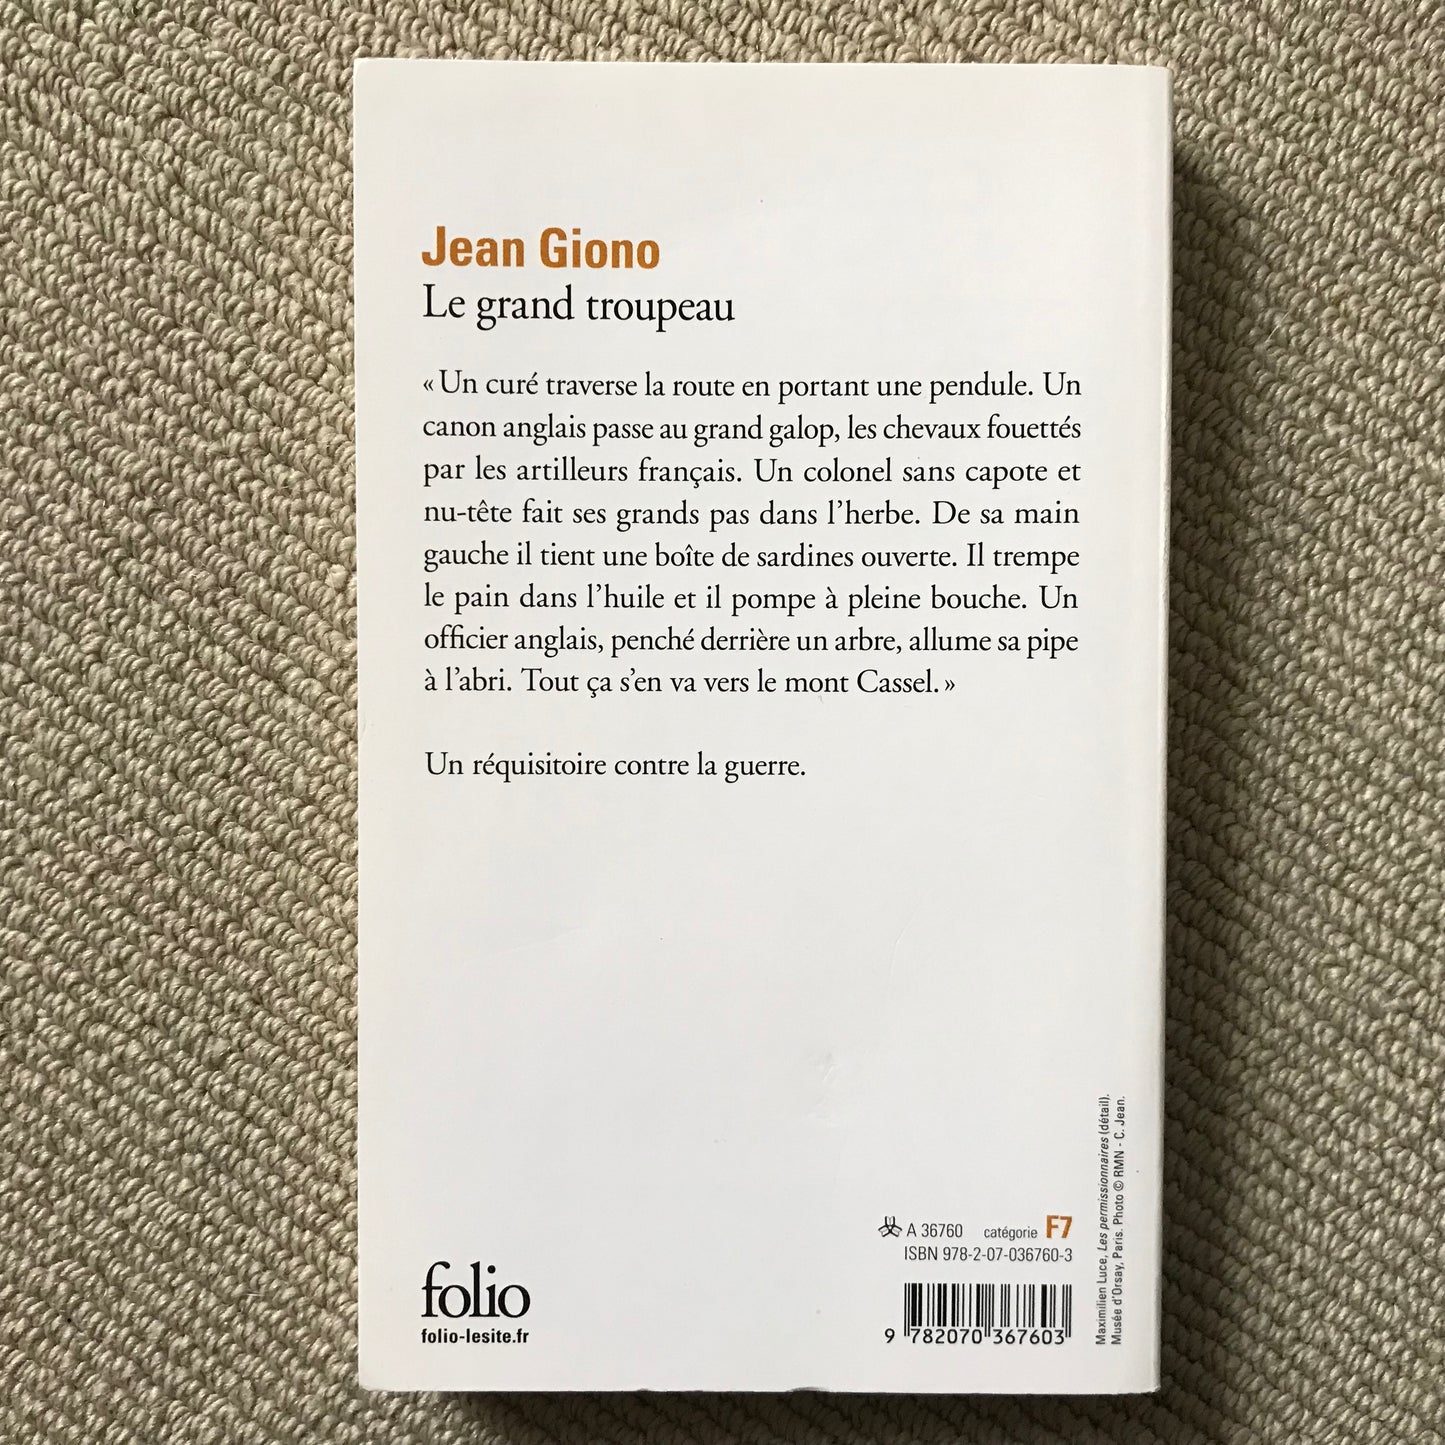 Jean Giono
Le grand troupeau
« Un curé traverse la route en portant une pendule. Un
canon anglais passe au grand galop, les chevaux fouettés
par les artilleurs français. Un colonel sans capote et
nu-tête fait ses grands pas dans l'herbe. De sa main
gauche il tient une boîte de sardines ouverte. Il trempe
le pain dans l'huile et il pompe à pleine bouche. Un
officier anglais, penché derrière un arbre, allume sa pipe
à l'abri. Tout ça s'en va vers le mont Cassel. »
Un réquisitoire contre la guerre.
folio
folio-lesite.fr
A 36760 catégorie F7
ISBN 978-2-07-036760-3
9 782070 367603
Maximilien Luce, Les permissionnaires (détail).
Musée d'Orsay, Paris. Photo © RMN - C. Jean.